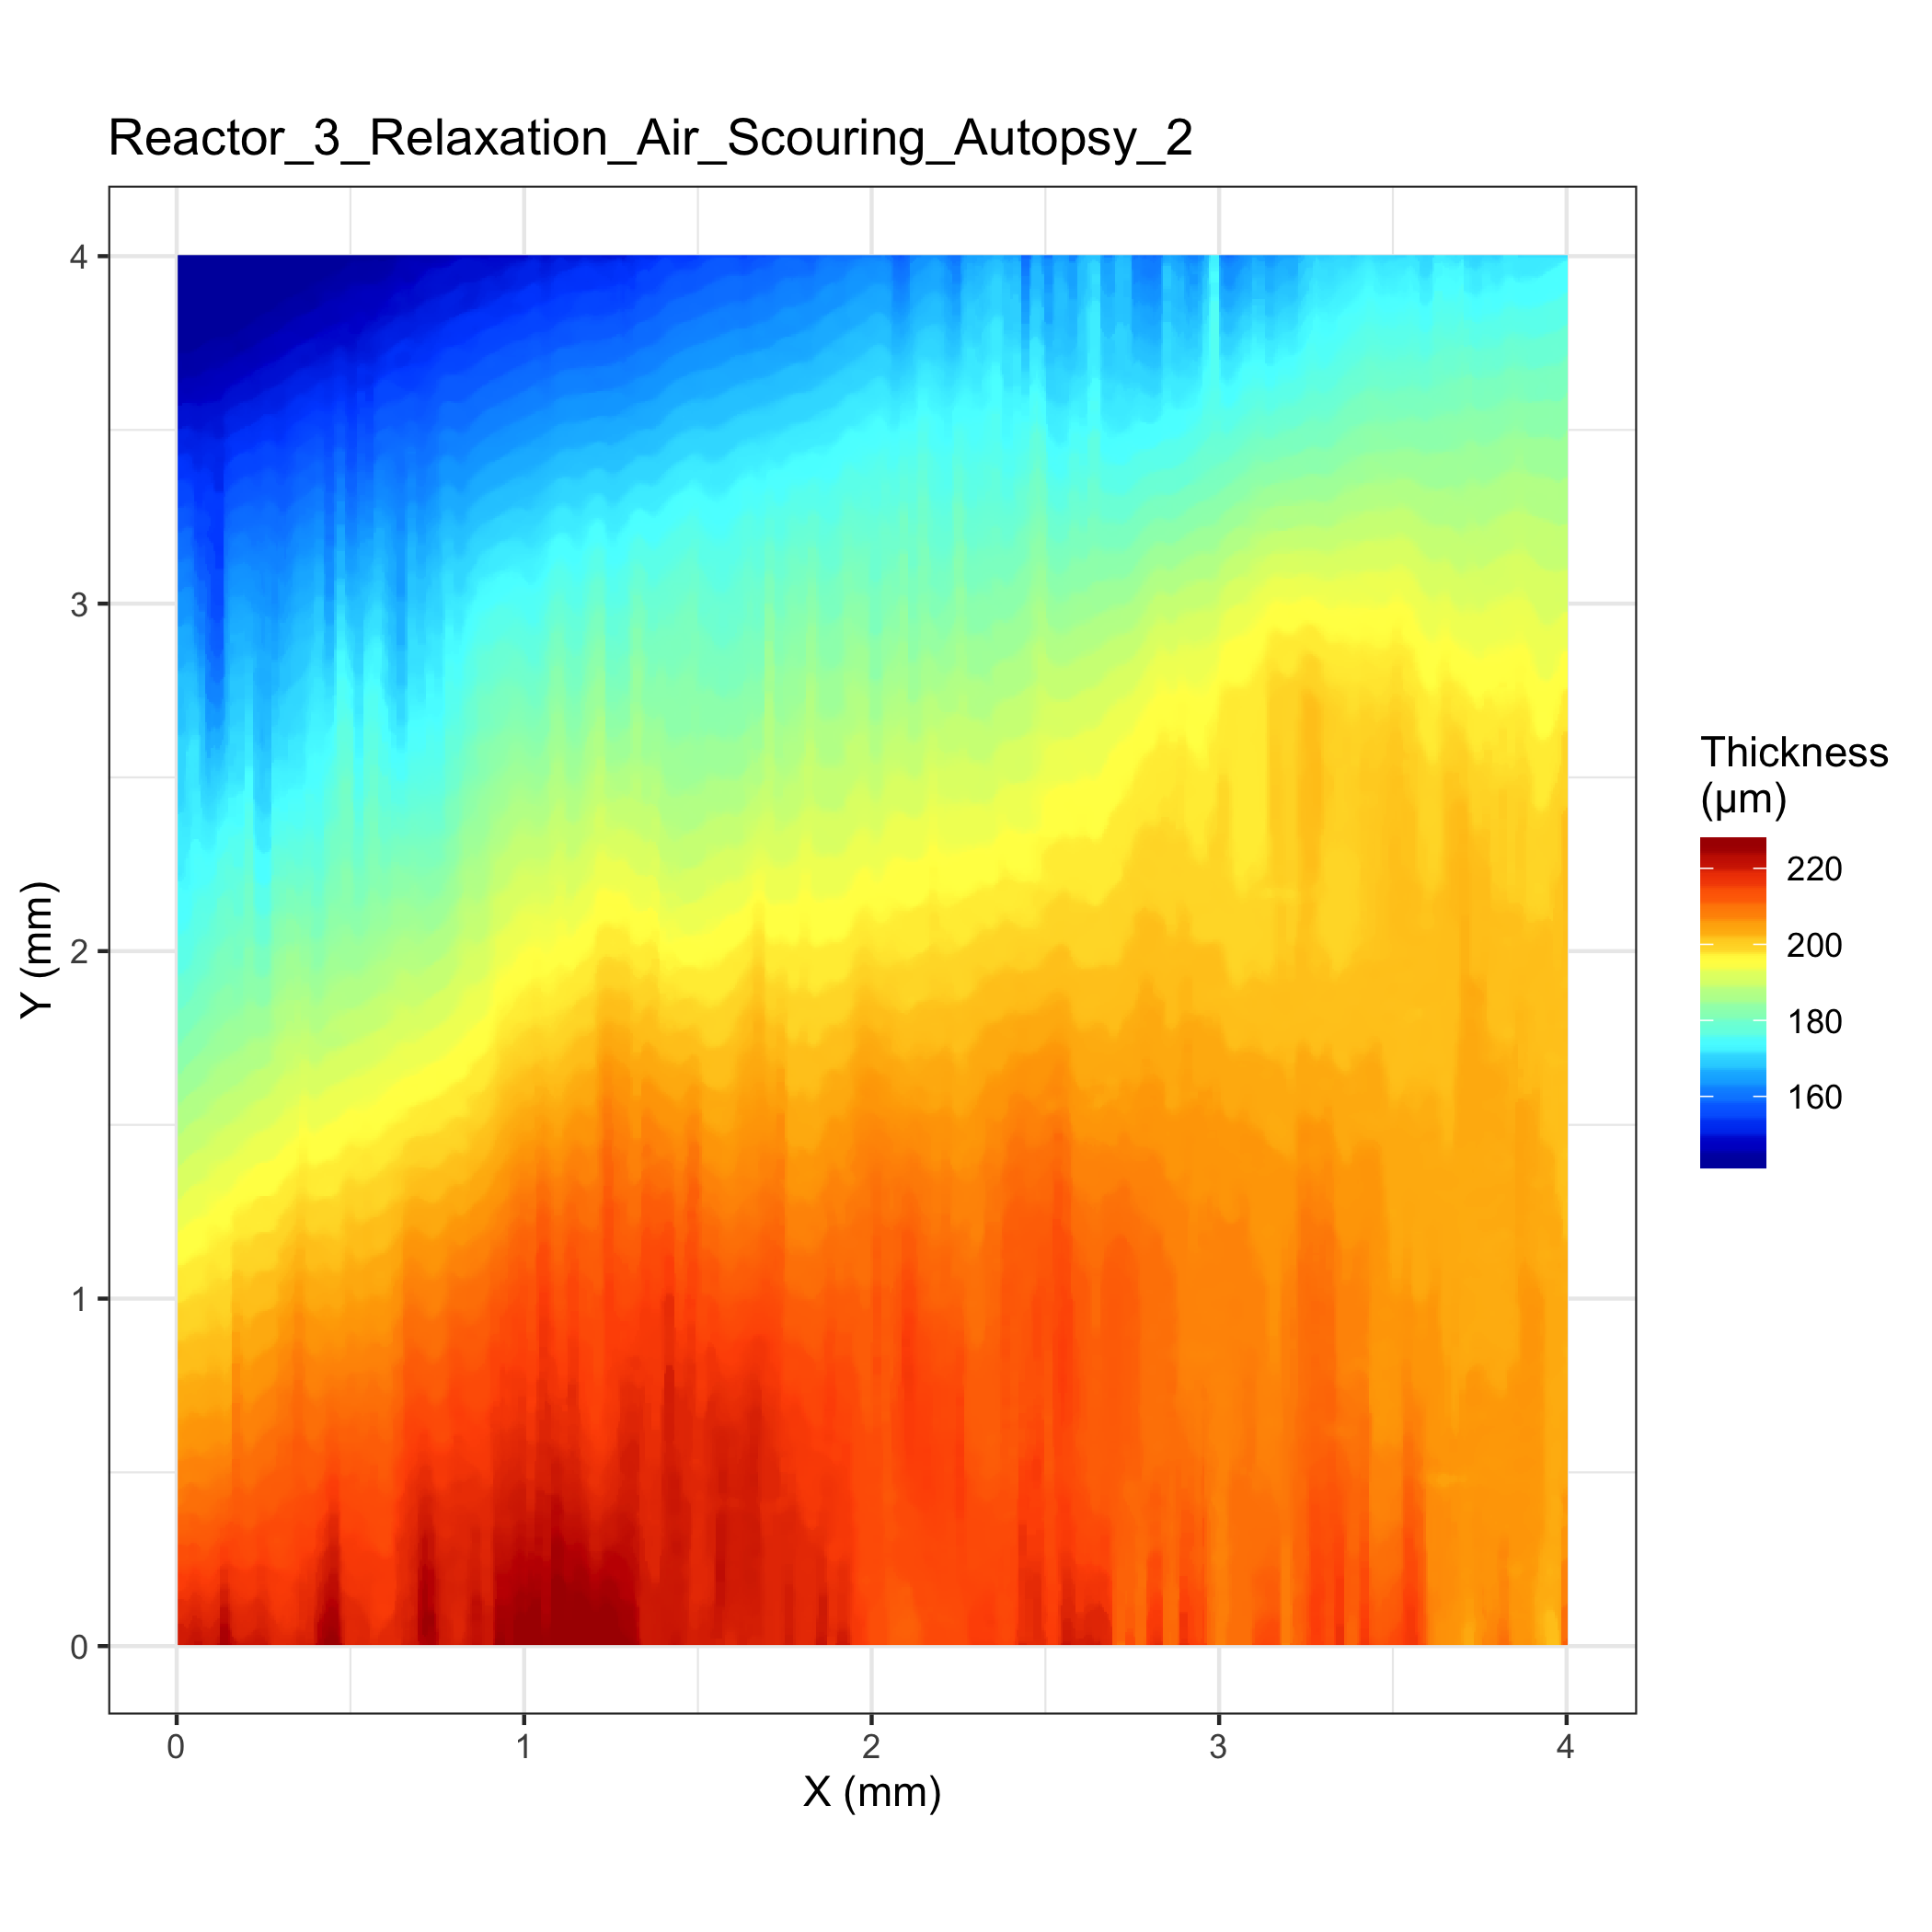 Reactor_3_Relaxation_Air_Scouring_Autopsy_2
4
3
2
1
0
Y (mm)
0 1 2 3 4
X (mm)
Thickness
(µm)
220
200
180
160